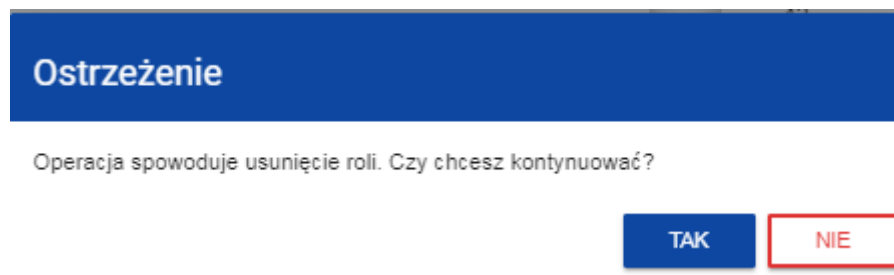 Ostrzeżenie
Operacja spowoduje usunięcie roli. Czy chcesz kontynuować?
TAK NIE